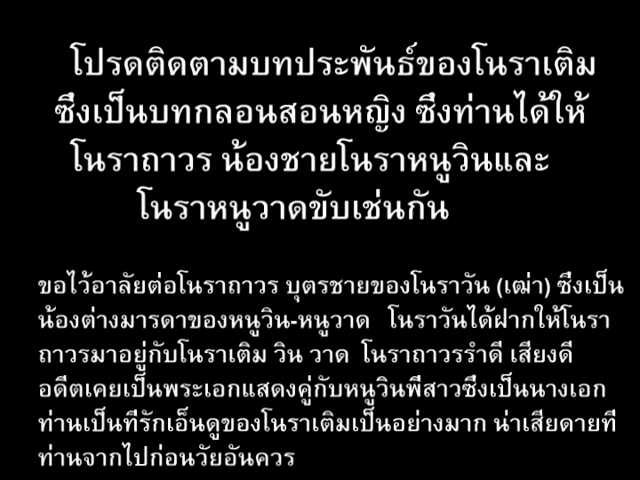 โปรดติดตามบทประพันธ์ของโนราเติม
ซึ่งเป็นบทกลอนสอนหญิง ซึ่งท่านได้ให้
โนราถาวร น้องชายโนราหนูวินและ
โนราหนูวาดขับเช่นกัน
ขอไว้อาลัยต่อโนราถาวร บุตรชายของโนราวัน (เฒ่า) ซึ่งเป็น
น้องต่างมารดาของหนูวิน-หนูวาด โนราวันได้ฝากให้โนรา
ถาวรมาอยู่กับโนราเติม วิน วาด โนราถาวรรำดี เสียงดี
อดีตเคยเป็นพระเอกแสดงคู่กับหนูวินพี่สาวซึ่งเป็นนางเอก
ท่านเป็นที่รักเอ็นดูของโนราเติมเป็นอย่างมาก น่าเสียดายที่
ท่านจากไปก่อนวัยอันควร